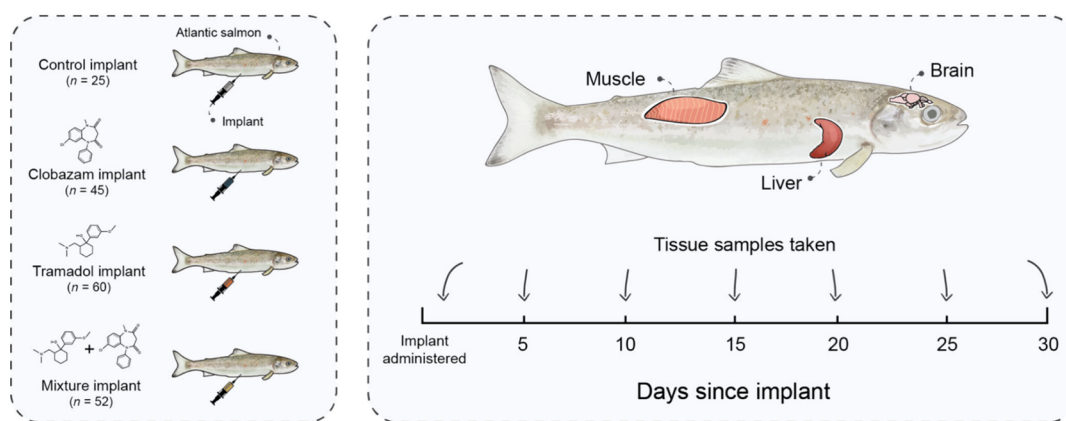 Atlantic salmon
Control implant
(n = 25)
Implant
Clobazam implant
(n = 45)
Tramadol implant
(n = 60)
+
Mixture implant
(n = 52)
Muscle
Brain
Liver
Tissue samples taken
Implant
administered
5 10 15 20 25 30
Days since implant